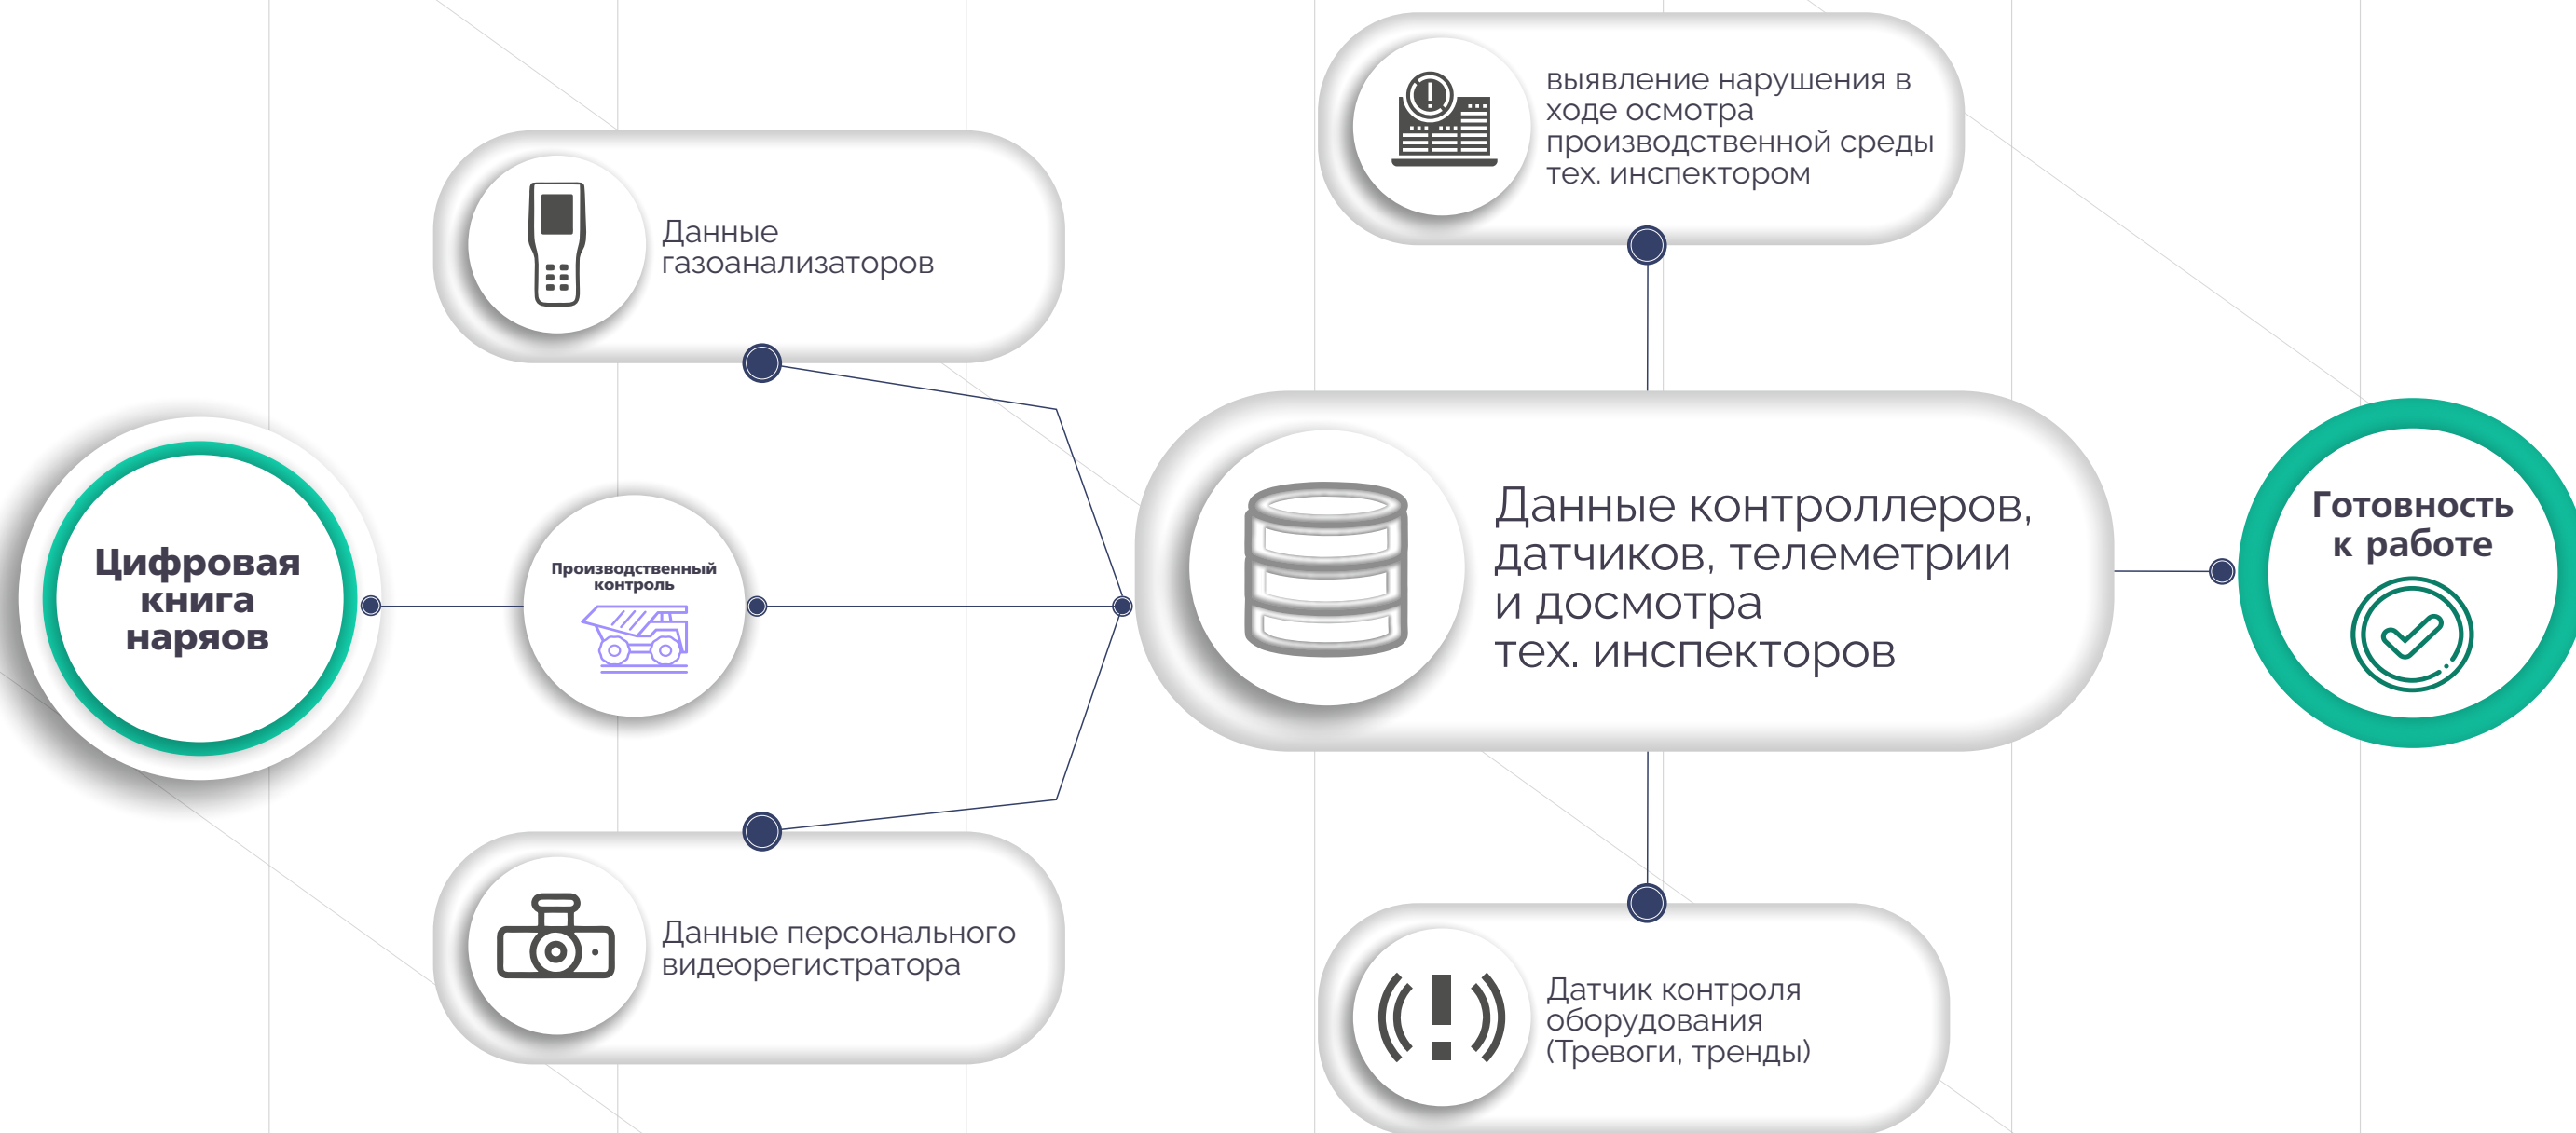 Цифровая
книга
наряов
Данные
газоанализаторов
Производственный
контроль
Данные персонального
видеорегистратора
выявление нарушения в
ходе осмотра
производственной среды
тех. инспектором
Данные контроллеров,
датчиков, телеметрии
и досмотра
тех. инспекторов
Датчик контроля
оборудования
(Тревоги, тренды)
Готовность
к работе